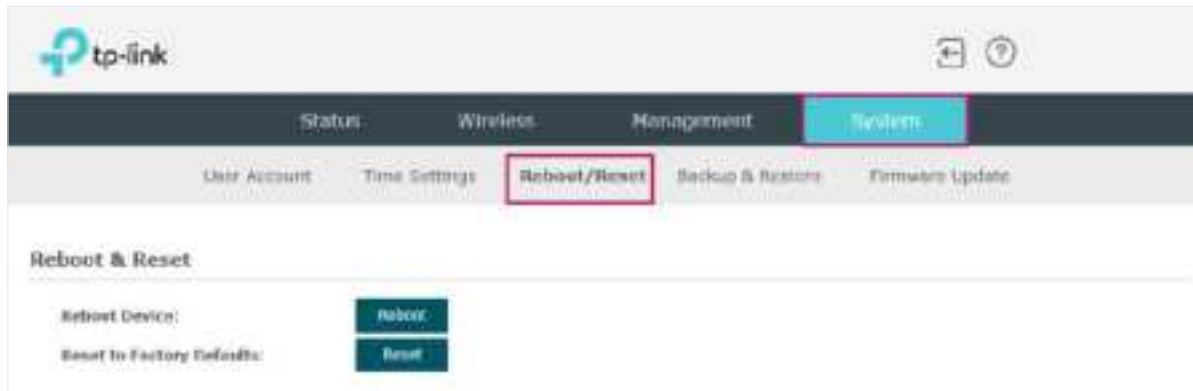 tp-link
Status Wireless Management System
User Account Time Settings Reboot/Reset Backup & Restore Firmware Update
Reboot & Reset
Reboot Device: Reboot
Reset to Factory Defaults: Reset